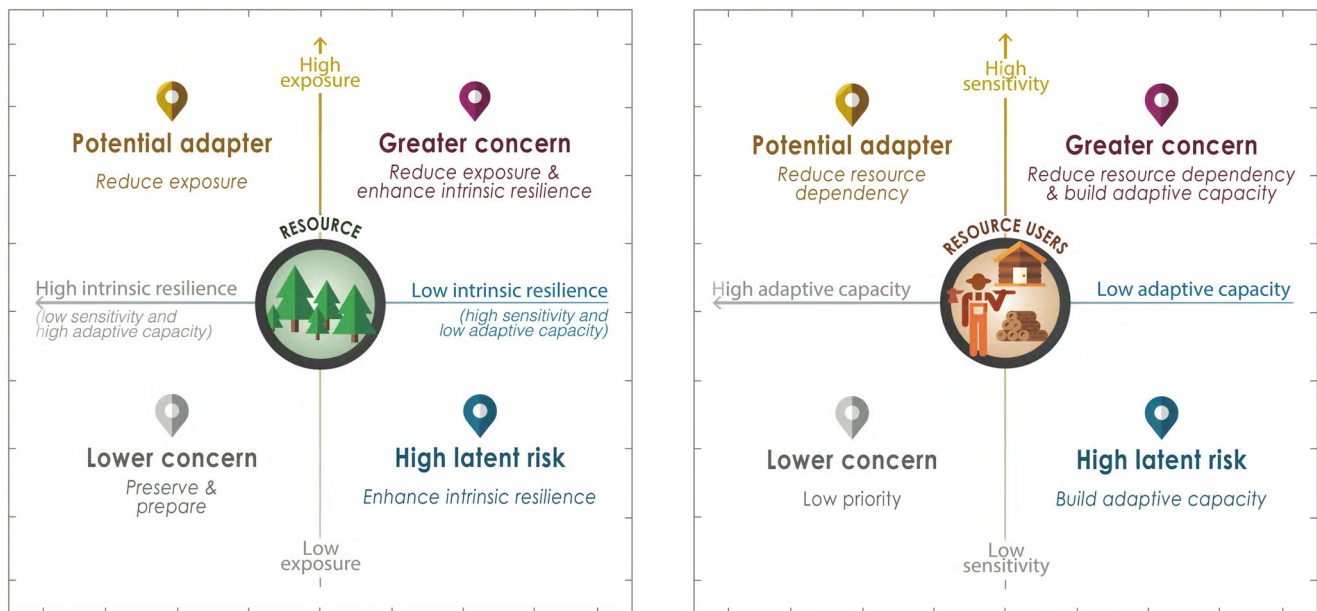 High
exposure
Potential adapter
Reduce exposure
Greater concern
Reduce exposure &
enhance intrinsic resilience
RESOURCE
High intrinsic resilience
(low sensitivity and
high adaptive capacity)
Low intrinsic resilience
(high sensitivity and
low adaptive capacity)
Lower concern
Preserve &
prepare
High latent risk
Enhance intrinsic resilience
Low
exposure
High
sensitivity
Potential adapter
Reduce resource
dependency
Greater concern
Reduce resource dependency
& build adaptive capacity
RESOURCE USERS
High adaptive capacity
Low adaptive capacity
Lower concern
Low priority
High latent risk
Build adaptive capacity
Low
sensitivity